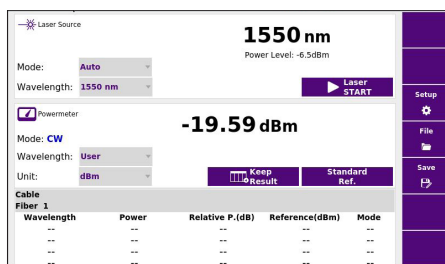 Laser Source
1550 nm
Power Level: -6.5dBm
Mode: Auto
Wavelength: 1550 nm
Laser START
Powermeter
-19.59 dBm
Mode: CW
Wavelength: User
Unit: dBm
Keep Result
Standard Ref.
Cable
Fiber 1
Wavelength Power Relative P.(dB) Reference(dBm) Mode
-- -- -- -- --
-- -- -- -- --
-- -- -- -- --
-- -- -- -- --
Setup
File
Save